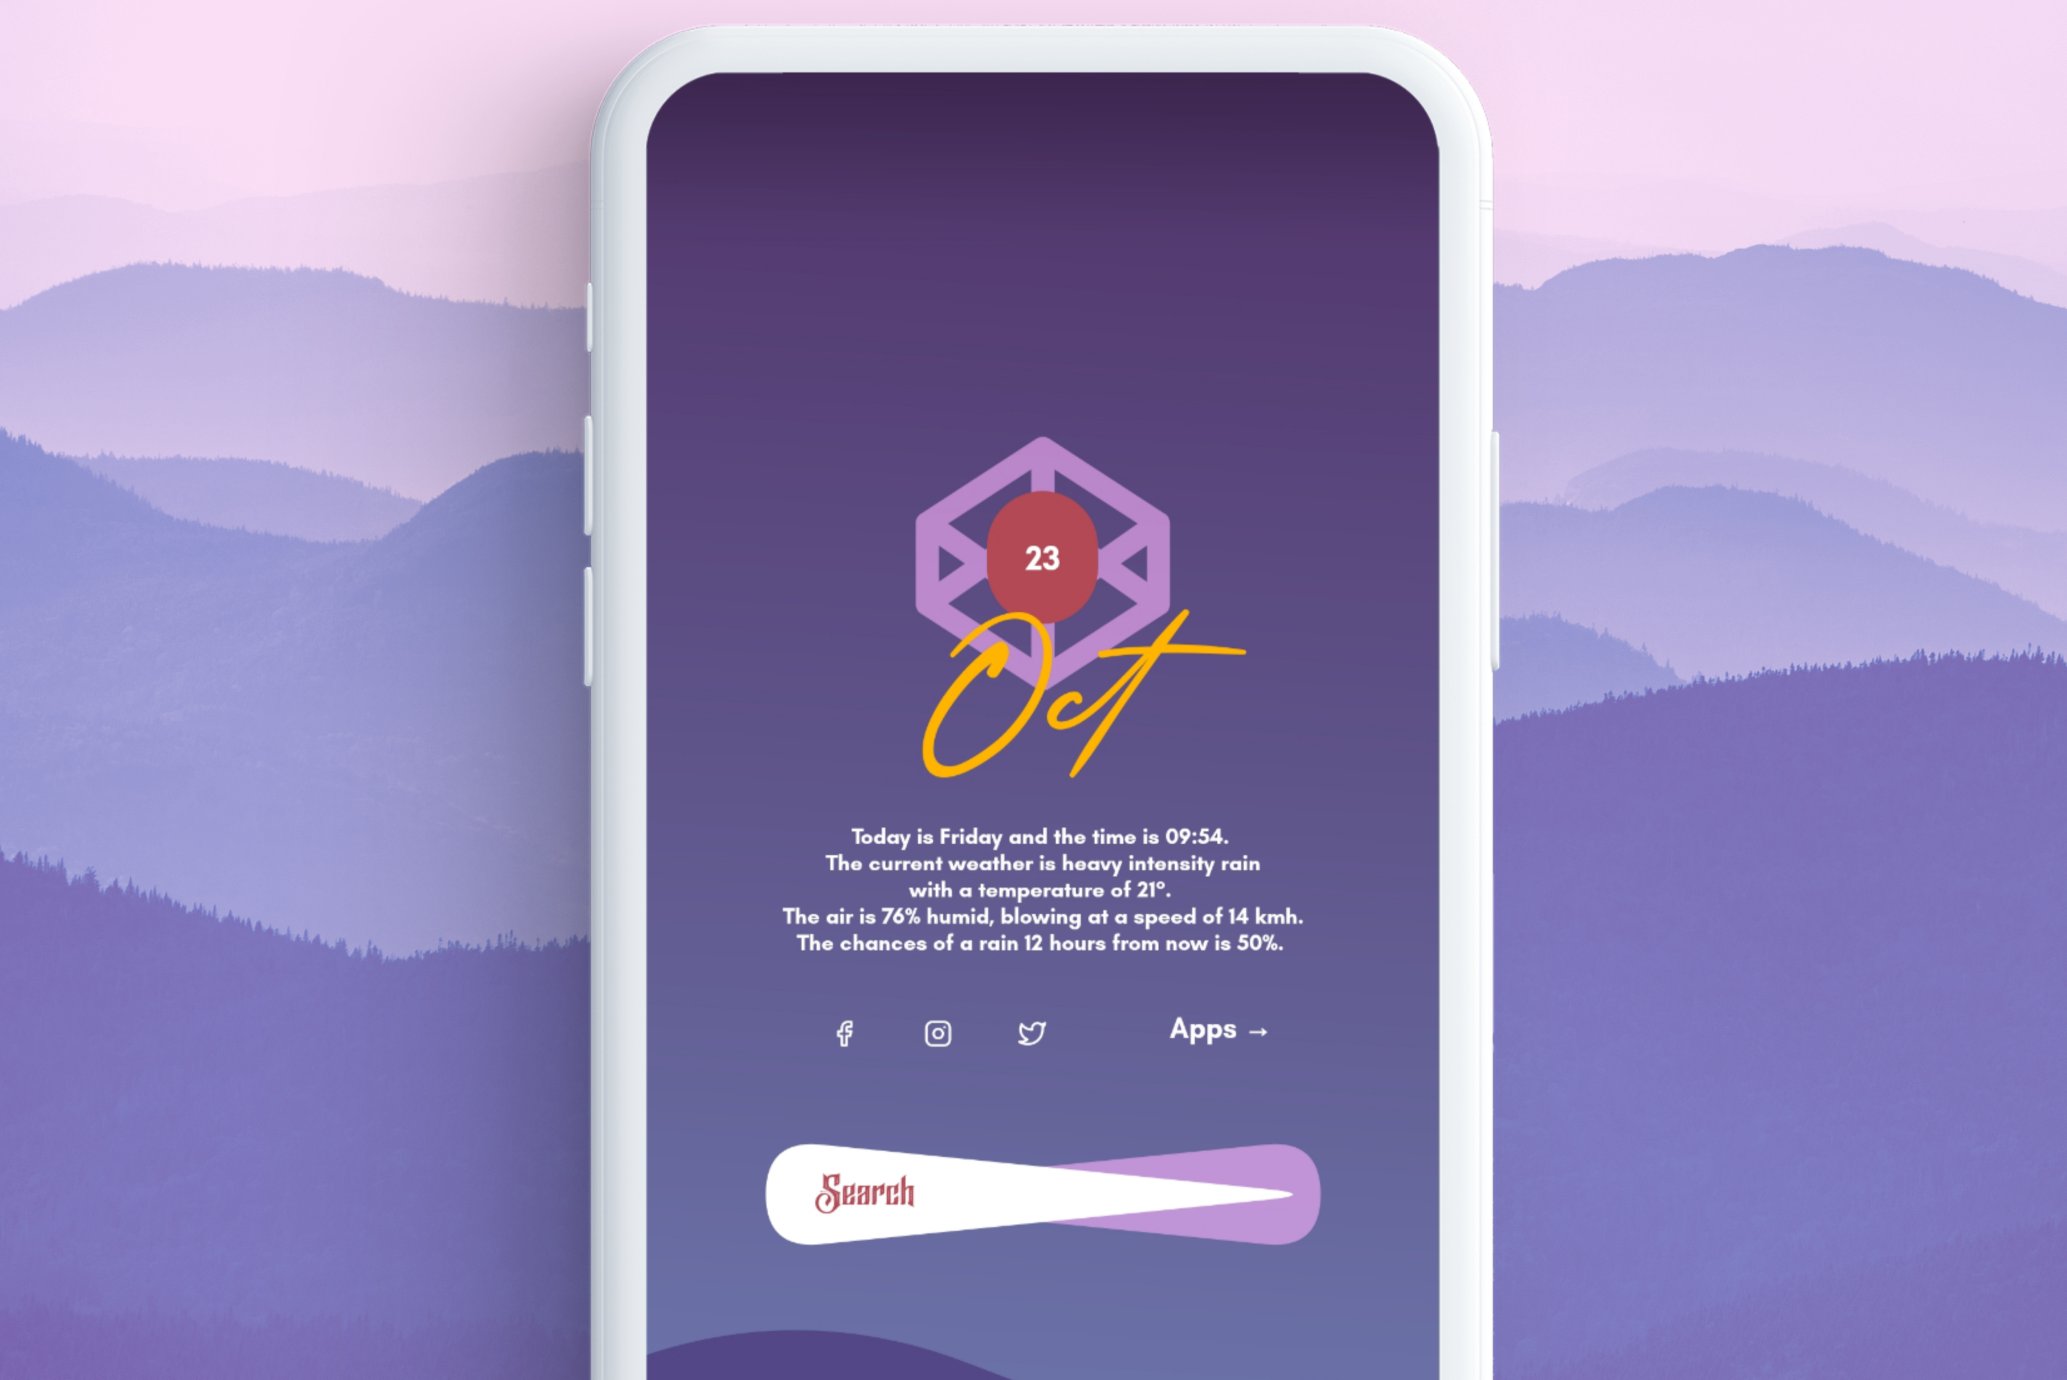 23
Oct
Today is Friday and the time is 09:54.
The current weather is heavy intensity rain
with a temperature of 21°.
The air is 76% humid, blowing at a speed of 14 kmh.
The chances of a rain 12 hours from now is 50%.
Apps →
Search